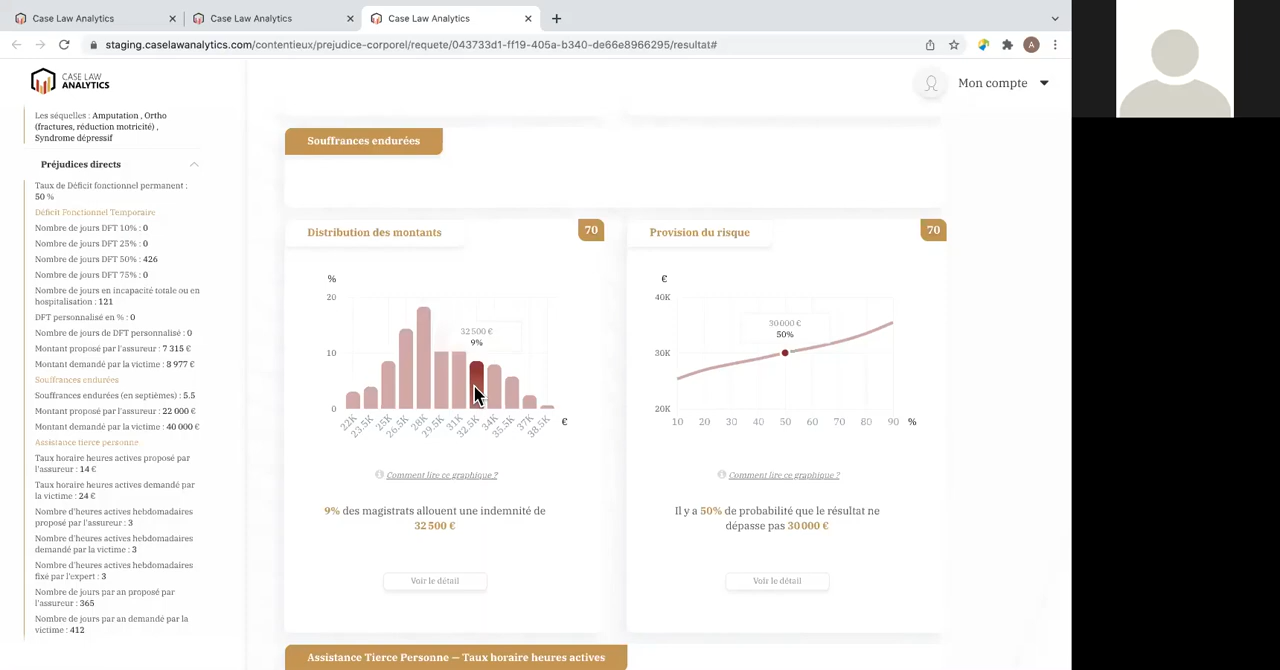 Case Law Analytics
Case Law Analytics
Case Law Analytics
staging.caselawanalytics.com/contentieux/prejudice-corporel/requete/043733d1-ff19-405a-b340-de66e8966295/resultat#
A
CASE LAW
ANALYTICS
Mon compte
Les séquelles : Amputation , Ortho
(fractures, réduction motricité) ,
Syndrome dépressif
Préjudices directs
Taux de Déficit fonctionnel permanent :
50 %
Déficit Fonctionnel Temporaire
Nombre de jours DFT 10% : 0
Nombre de jours DFT 25% : 0
Nombre de jours DFT 50% : 426
Nombre de jours DFT 75% : 0
Nombre de jours en incapacité totale ou en
hospitalisation : 121
DFT personnalisé en % : 0
Nombre de jours de DFT personnalisé : 0
Montant proposé par l'assureur : 7 315 €
Montant demandé par la victime : 8 977 €
Souffrances endurées
Souffrances endurées (en septièmes) : 5.5
Montant proposé par l'assureur : 22 000 €
Montant demandé par la victime : 40 000 €
Assistance tierce personne
Taux horaire heures actives proposé par
l'assureur : 14 €
Taux horaire heures actives demandé par
la victime : 24 €
Nombre d'heures actives hebdomadaires
proposé par l'assureur : 3
Nombre d'heures actives hebdomadaires
demandé par la victime : 3
Nombre d'heures actives hebdomadaires
fixé par l'expert : 3
Nombre de jours par an proposé par
l'assureur : 365
Nombre de jours par an demandé par la
victime : 412
Souffrances endurées
Distribution des montants
70
%
20
10
0
32 500 €
9%
22K 23.5K 25K 26.5K 28K 29.5K 31K 32.5K 34K 35.5K 37K 38.5K €
Comment lire ce graphique ?
9% des magistrats allouent une indemnité de
32 500 €
Voir le détail
Provision du risque
70
€
40K
30K
20K
30 000 €
50%
10 20 30 40 50 60 70 80 90 %
Comment lire ce graphique ?
Il y a 50% de probabilité que le résultat ne
dépasse pas 30 000 €
Voir le détail
Assistance Tierce Personne — Taux horaire heures actives